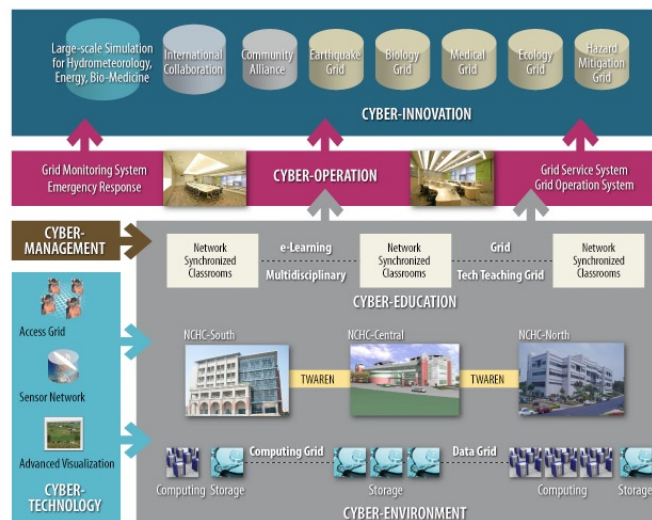 Large-scale Simulation
for Hydrometeorology,
Energy, Bio-Medicine
International
Collaboration
Community
Alliance
Earthquake
Grid
Biology
Grid
Medical
Grid
Ecology
Grid
Hazard
Mitigation
Grid
CYBER-INNOVATION
Grid Monitoring System
Emergency Response
CYBER-OPERATION
Grid Service System
Grid Operation System
CYBER-
MANAGEMENT
Network
Synchronized
Classrooms
e-Learning
Multidisciplinary
Network
Synchronized
Classrooms
Grid
Tech Teaching Grid
Network
Synchronized
Classrooms
CYBER-EDUCATION
Access Grid
Sensor Network
Advanced Visualization
CYBER-
TECHNOLOGY
NCHC-South
NCHC-Central
NCHC-North
TWAREN
TWAREN
Computing Grid
Data Grid
Computing
Storage
Storage
Computing
Storage
CYBER-ENVIRONMENT